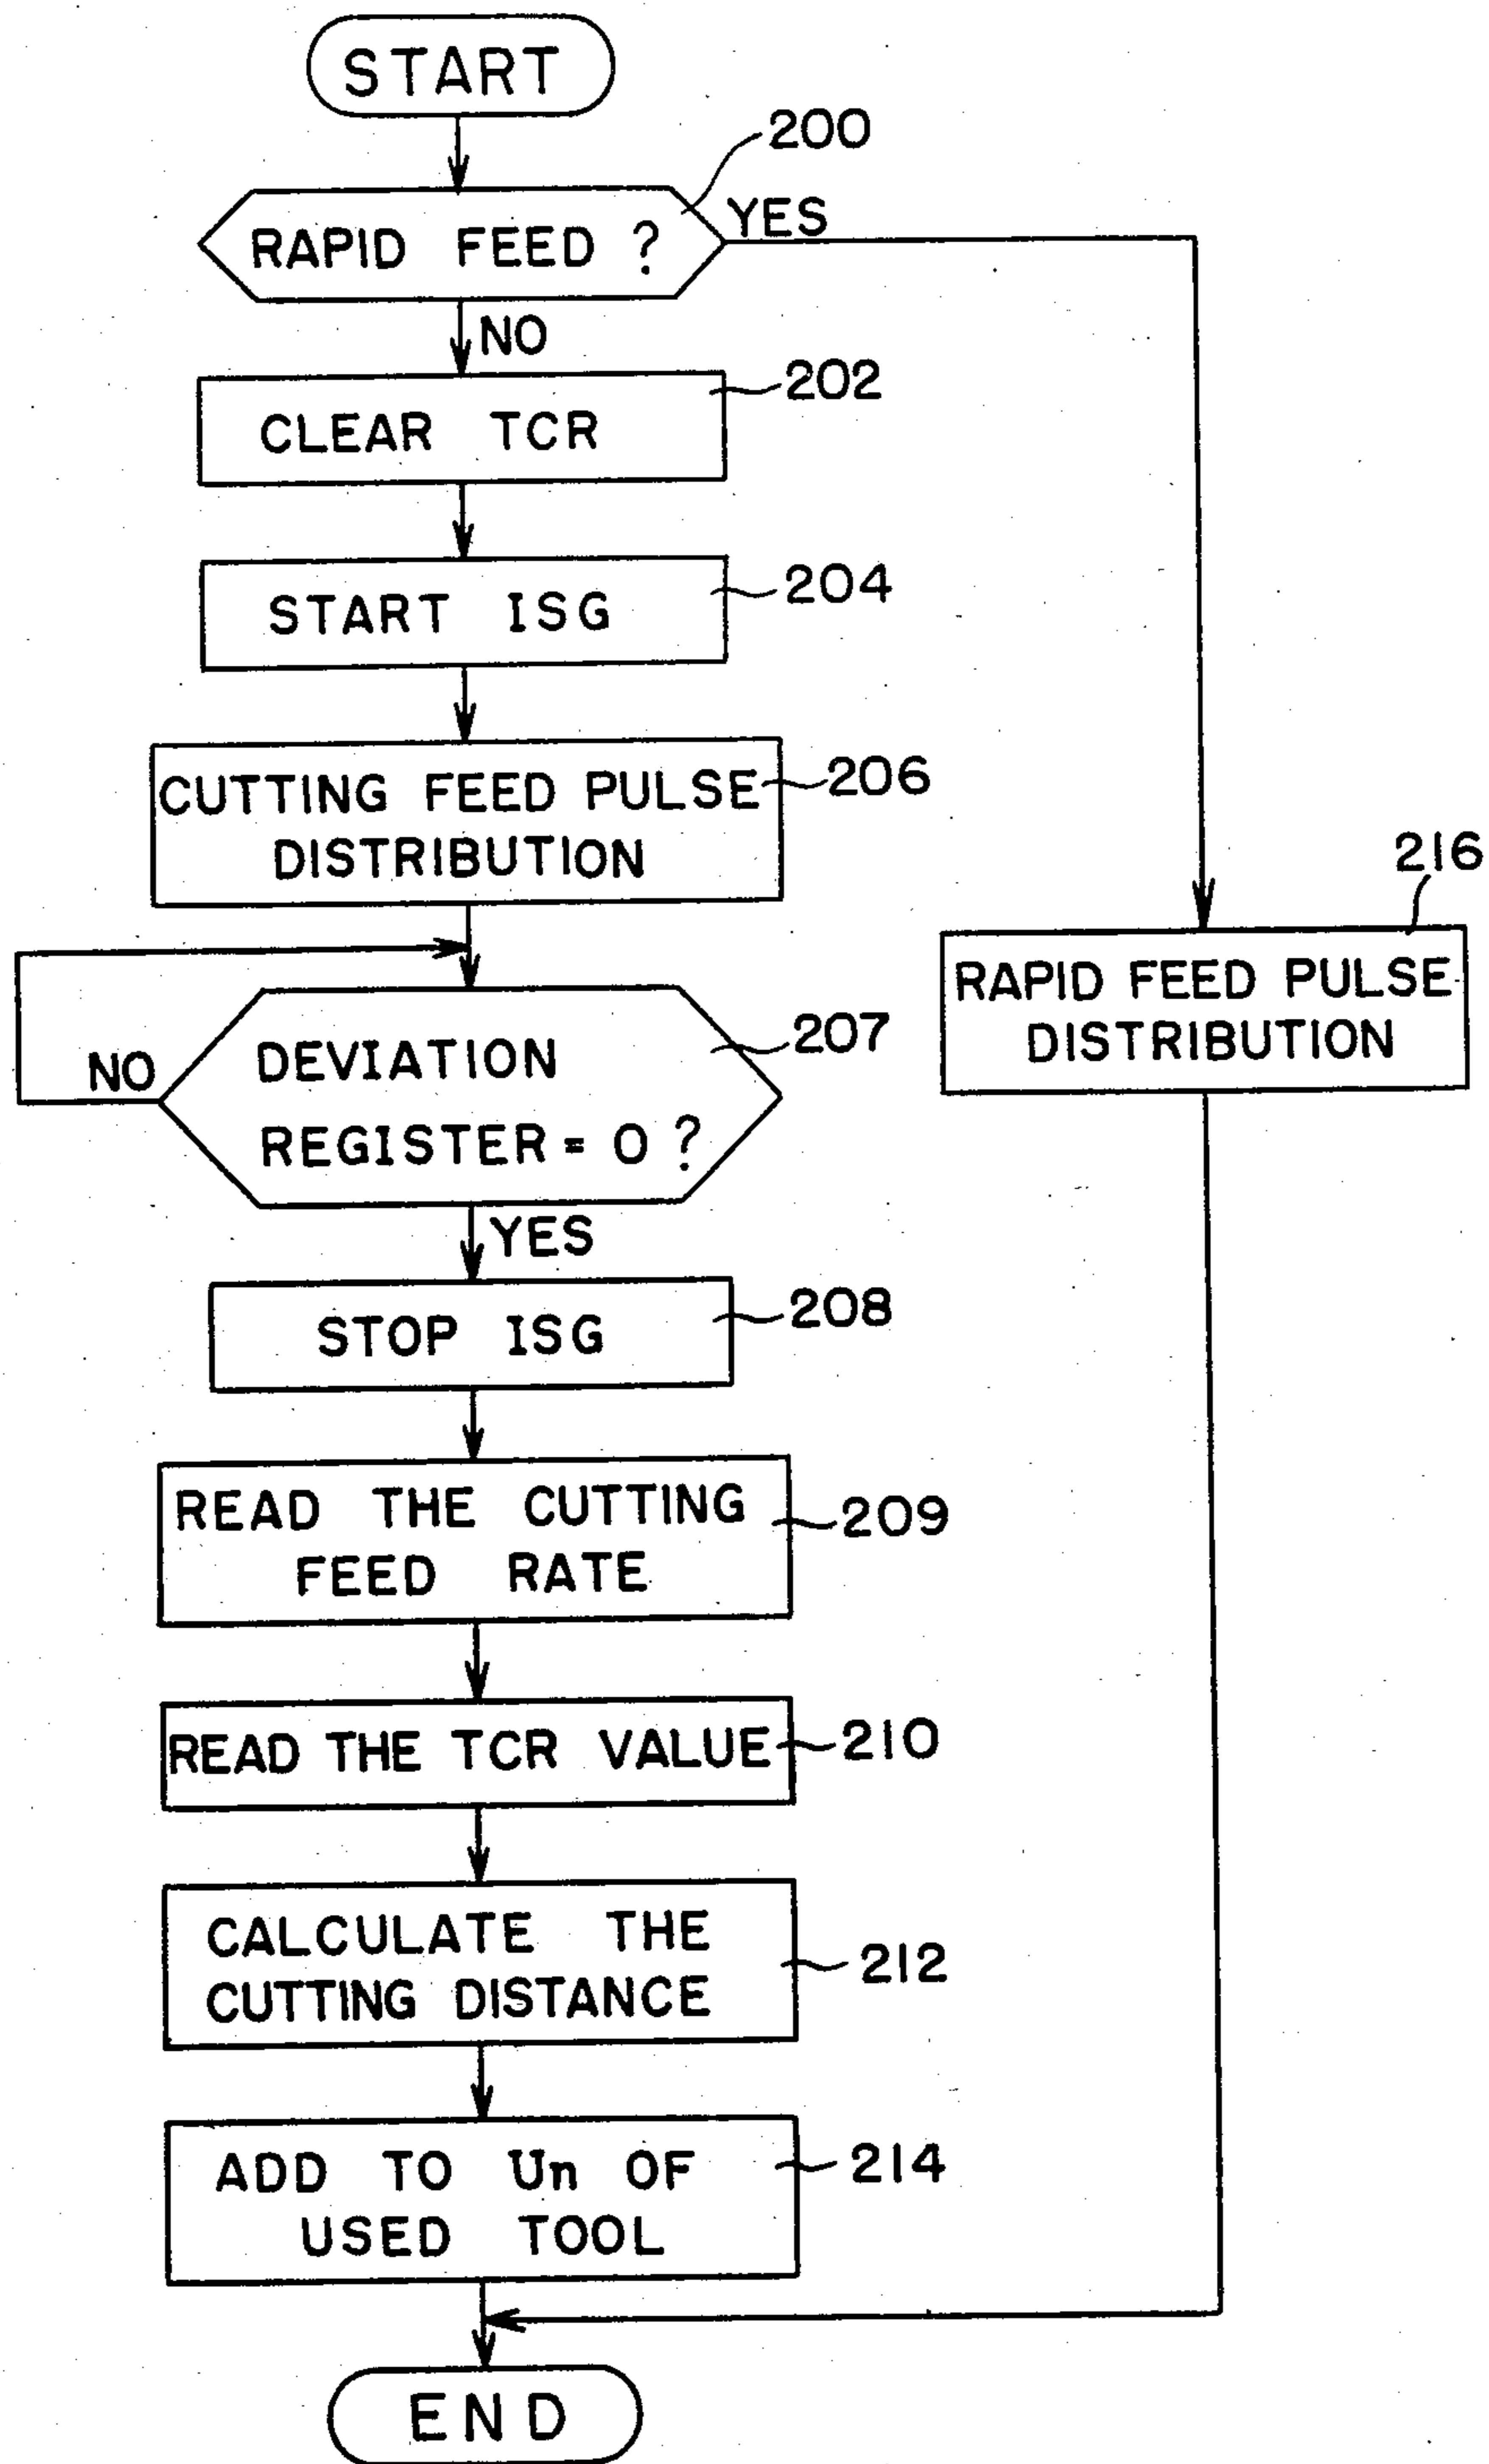 START
200
RAPID FEED ?
YES
NO
202
CLEAR TCR
204
START ISG
206
CUTTING FEED PULSE
DISTRIBUTION
216
RAPID FEED PULSE
DISTRIBUTION
207
NO
DEVIATION
REGISTER = 0 ?
YES
208
STOP ISG
209
READ THE CUTTING
FEED RATE
210
READ THE TCR VALUE
212
CALCULATE THE
CUTTING DISTANCE
214
ADD TO Un OF
USED TOOL
END